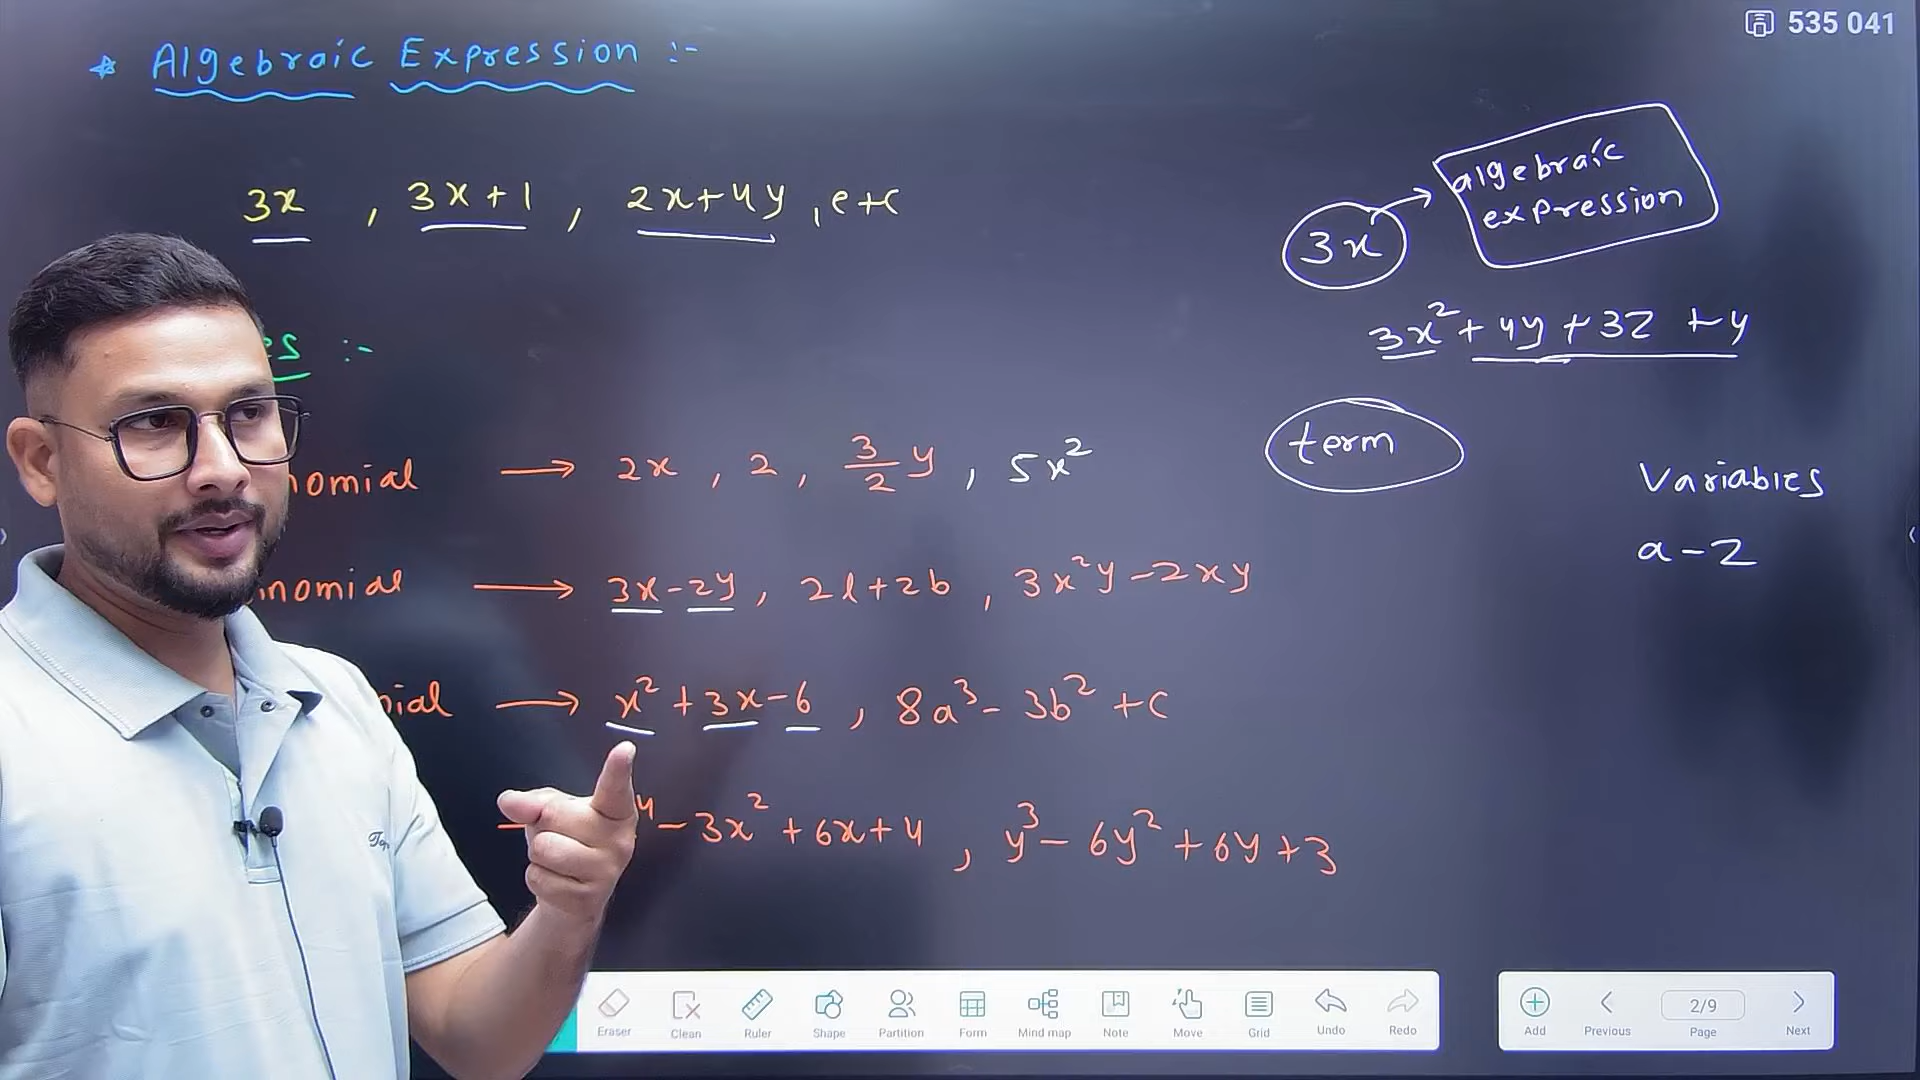 * Algebraic Expression :-
3x , 3x+1 , 2x+4y , etc
es :-
nomial → 2x , 2 , 3/2 y , 5x²
nomial → 3x-2y , 2l+2b , 3x²y-2xy
nial → x²+3x-6 , 8a³-3b²+c
⁴-3x²+6x+4 , y³-6y²+6y+3
535 041
algebraic
expression
3x
3x²+4y+3z+y
term
Variables
a-z
Eraser Clean Ruler Shape Partition Form Mind map Note Move Grid Undo Redo
Add Previous 2/9 Page Next